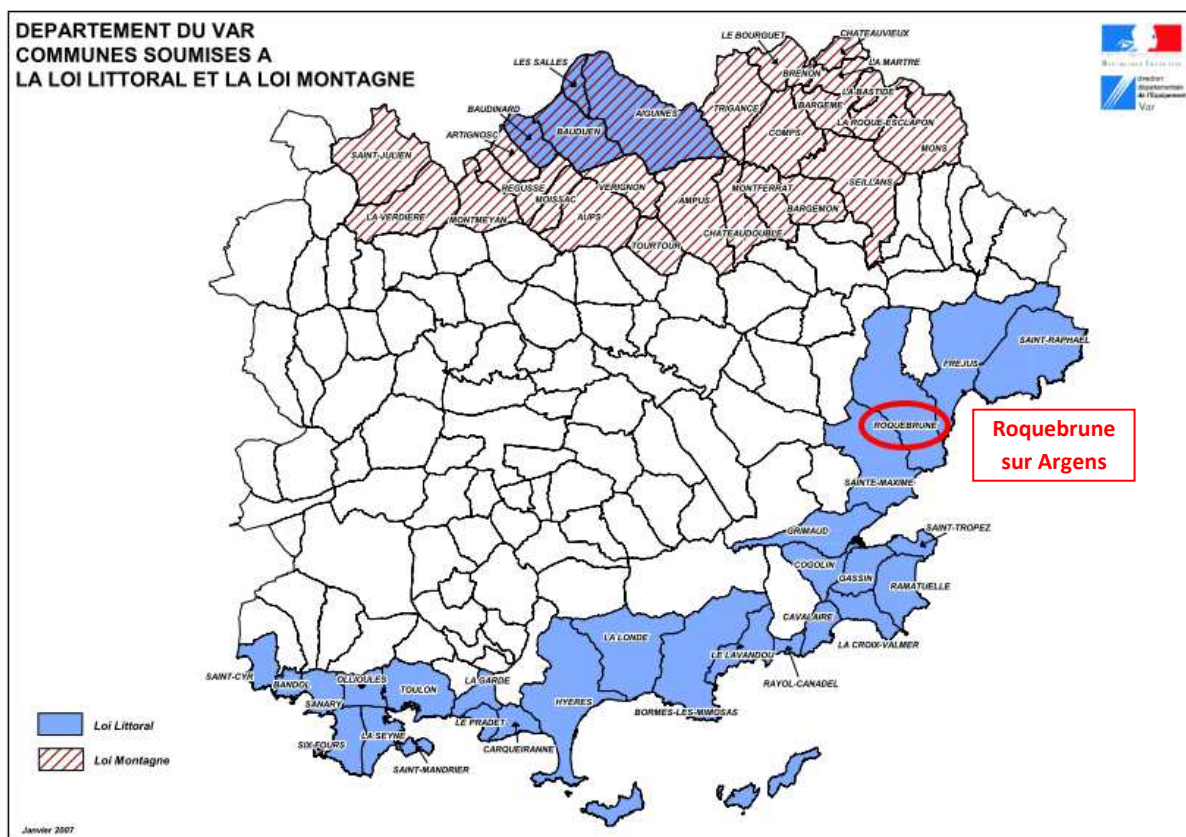 DEPARTEMENT DU VAR
COMMUNES SOUMISES A
LA LOI LITTORAL ET LA LOI MONTAGNE
CHATEAUVIEUX
LE BOURGUET
LES SALLES
LA MARTRE
BRENON
LA-BASTIDE
BAUDINARD
TRIGANCE
BARGEME
AIGUINES
LA ROQUE-ESCLAPON
ARTIGNOSC
BAUDUEN
COMPS
MONS
SAINT-JULIEN
REGUSSE
VERIGNON
MONTFERRAT
SEILLANS
MOISSAC
AMPUS
BARGEMON
LA VERDIERE
MONTMEYAN
AUPS
CHATEAUDOUBLE
TOURTOUR
SAINT-RAPHAEL
FREJUS
ROQUEBRUNE
Roquebrune
sur Argens
SAINTE-MAXIME
SAINT-TROPEZ
GRIMAUD
COGOLIN
GASSIN
RAMATUELLE
CAVALAIRE
LA LONDE
LA CROIX-VALMER
LE LAVANDOU
RAYOL-CANADEL
SAINT-CYR
BANDOL
OLLIOULES
TOULON
LA GARDE
HYERES
SANARY
BORMES-LES-MIMOSAS
LE PRADET
LA SEYNE
SIX-FOURS
CARQUEIRANNE
SAINT-MANDRIER
Loi Littoral
Loi Montagne
Janvier 2007
direction
départementale
de l'Équipement
Var